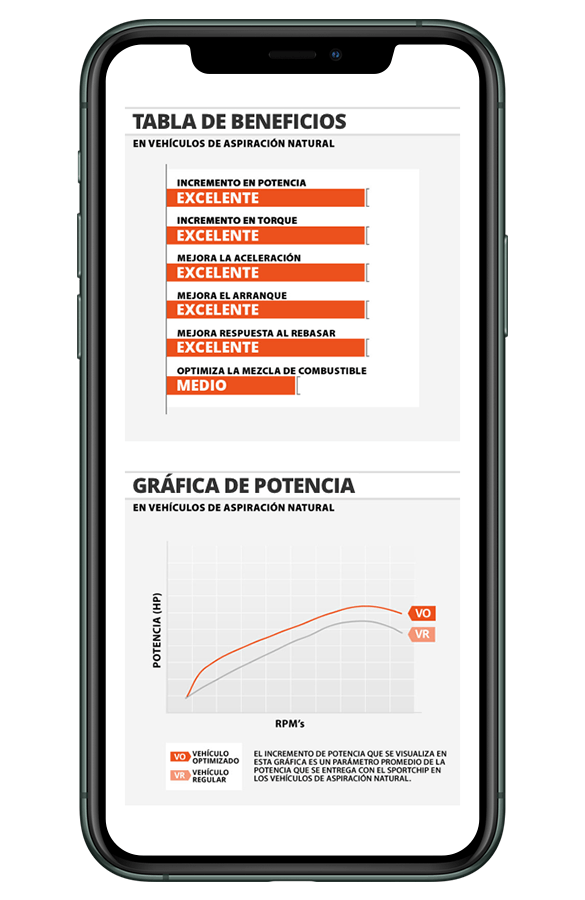 TABLA DE BENEFICIOS
EN VEHÍCULOS DE ASPIRACIÓN NATURAL
INCREMENTO EN POTENCIA
EXCELENTE
INCREMENTO EN TORQUE
EXCELENTE
MEJORA LA ACELERACIÓN
EXCELENTE
MEJORA EL ARRANQUE
EXCELENTE
MEJORA RESPUESTA AL REBASAR
EXCELENTE
OPTIMIZA LA MEZCLA DE COMBUSTIBLE
MEDIO
GRÁFICA DE POTENCIA
EN VEHÍCULOS DE ASPIRACIÓN NATURAL
POTENCIA (HP)
VO
VR
RPM's
VO VEHÍCULO
OPTIMIZADO
VR VEHÍCULO
REGULAR
EL INCREMENTO DE POTENCIA QUE SE VISUALIZA EN
ESTA GRÁFICA ES UN PARÁMETRO PROMEDIO DE LA
POTENCIA QUE SE ENTREGA CON EL SPORTCHIP EN
LOS VEHÍCULOS DE ASPIRACIÓN NATURAL.